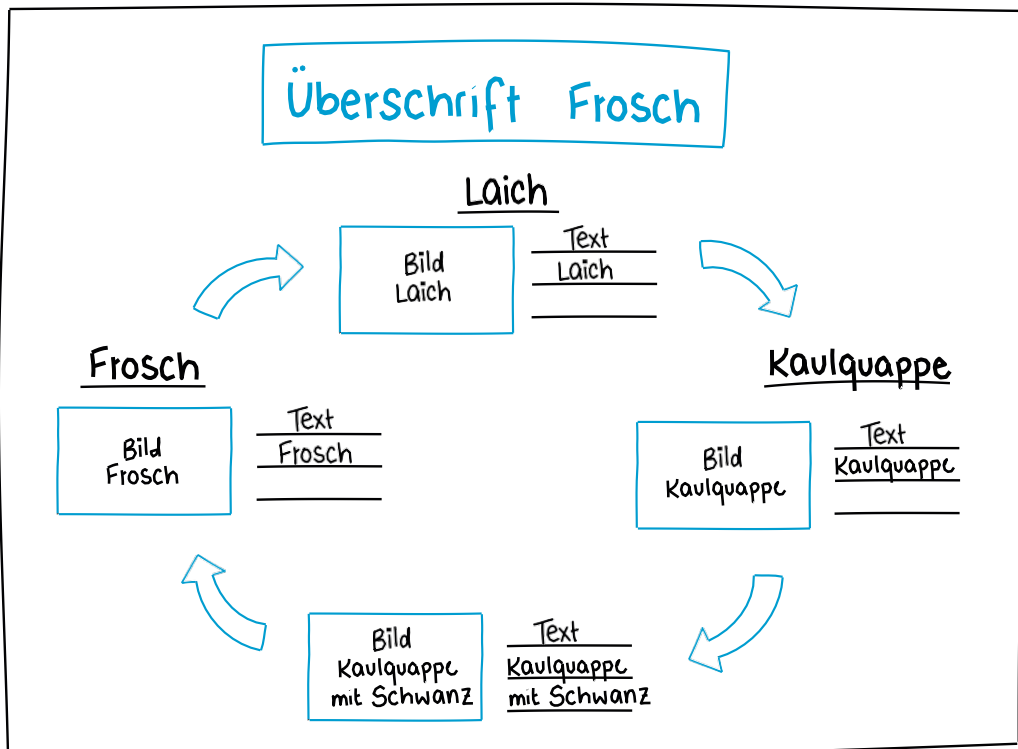 Überschrift Frosch
Laich
Bild
Laich
Text
Laich
Frosch
Bild
Frosch
Text
Frosch
Kaulquappe
Bild
Kaulquappe
Text
Kaulquappe
Bild
Kaulquappe
mit Schwanz
Text
Kaulquappe
mit Schwanz